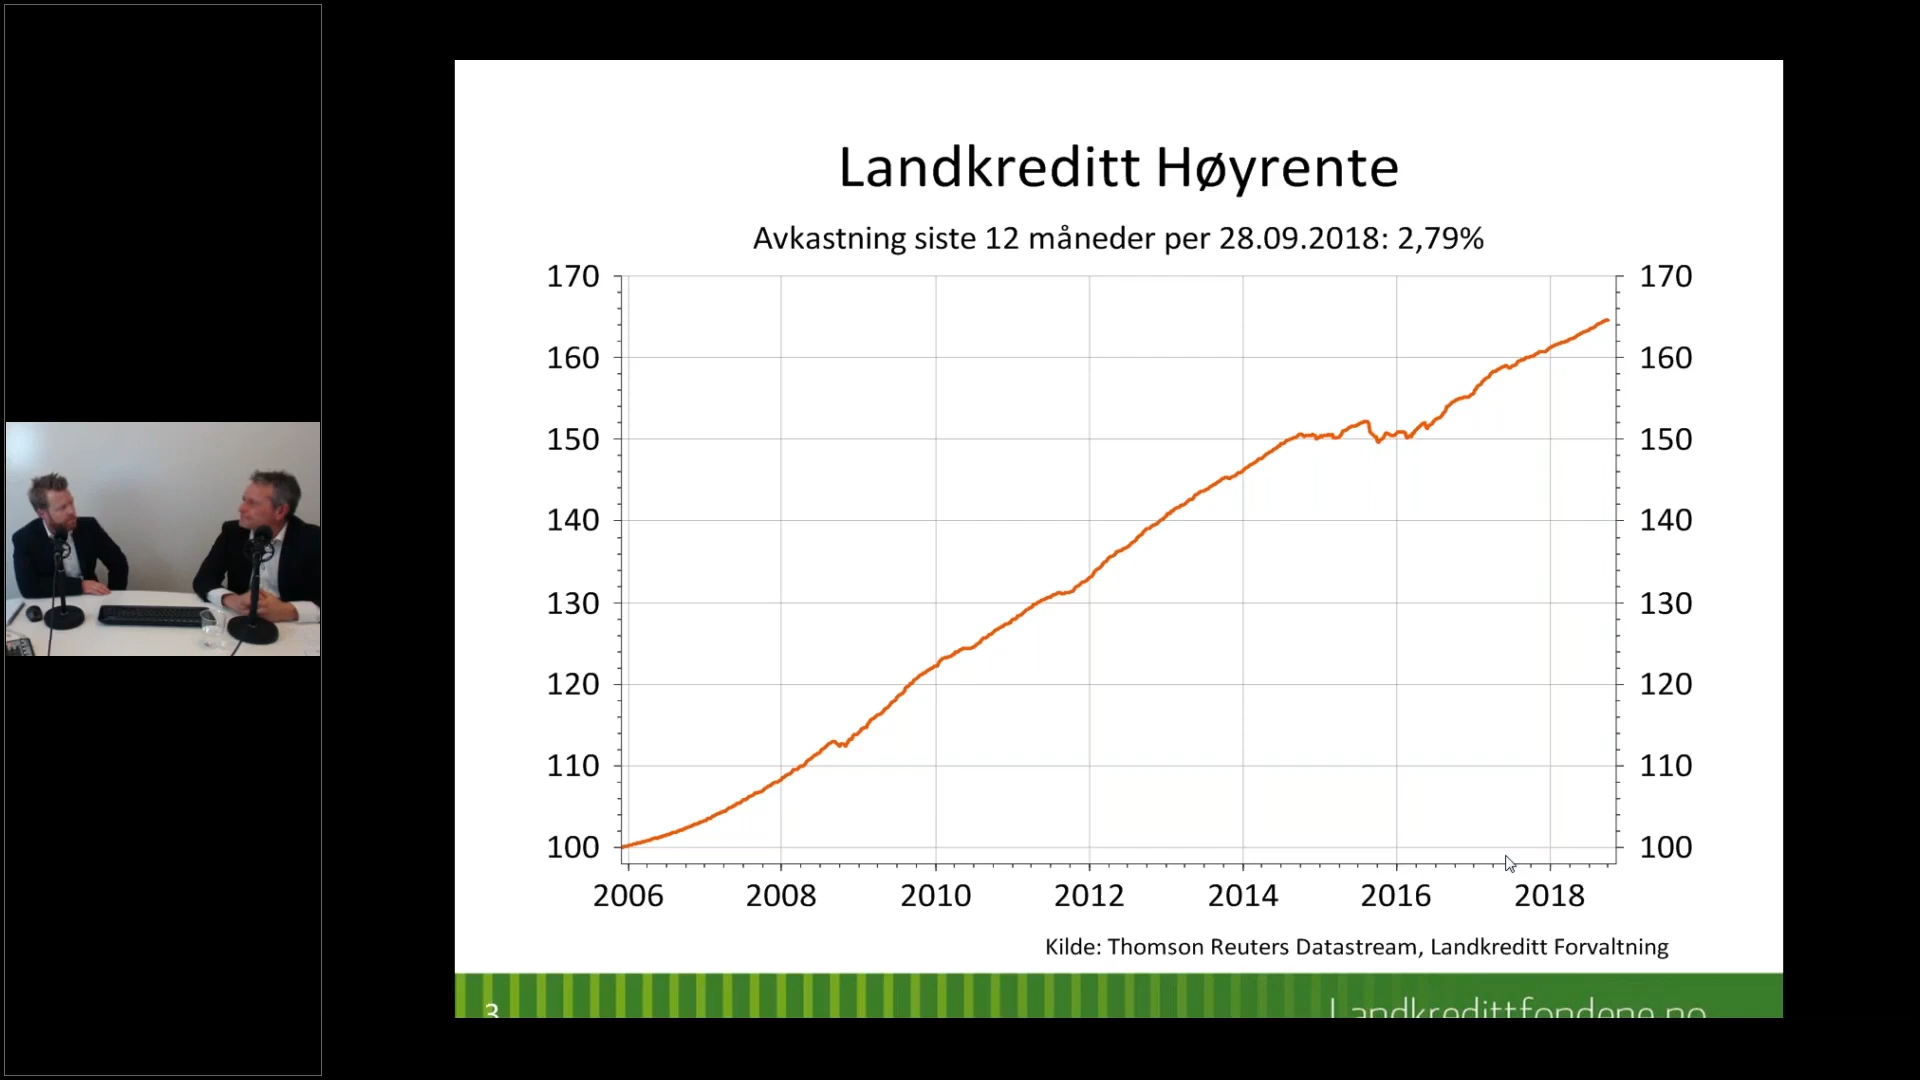 Landkreditt Høyrente
Avkastning siste 12 måneder per 28.09.2018: 2,79%
170 170
160 160
150 150
140 140
130 130
120 120
110 110
100 100
2006 2008 2010 2012 2014 2016 2018
Kilde: Thomson Reuters Datastream, Landkreditt Forvaltning
3 Landkredittfondene.no